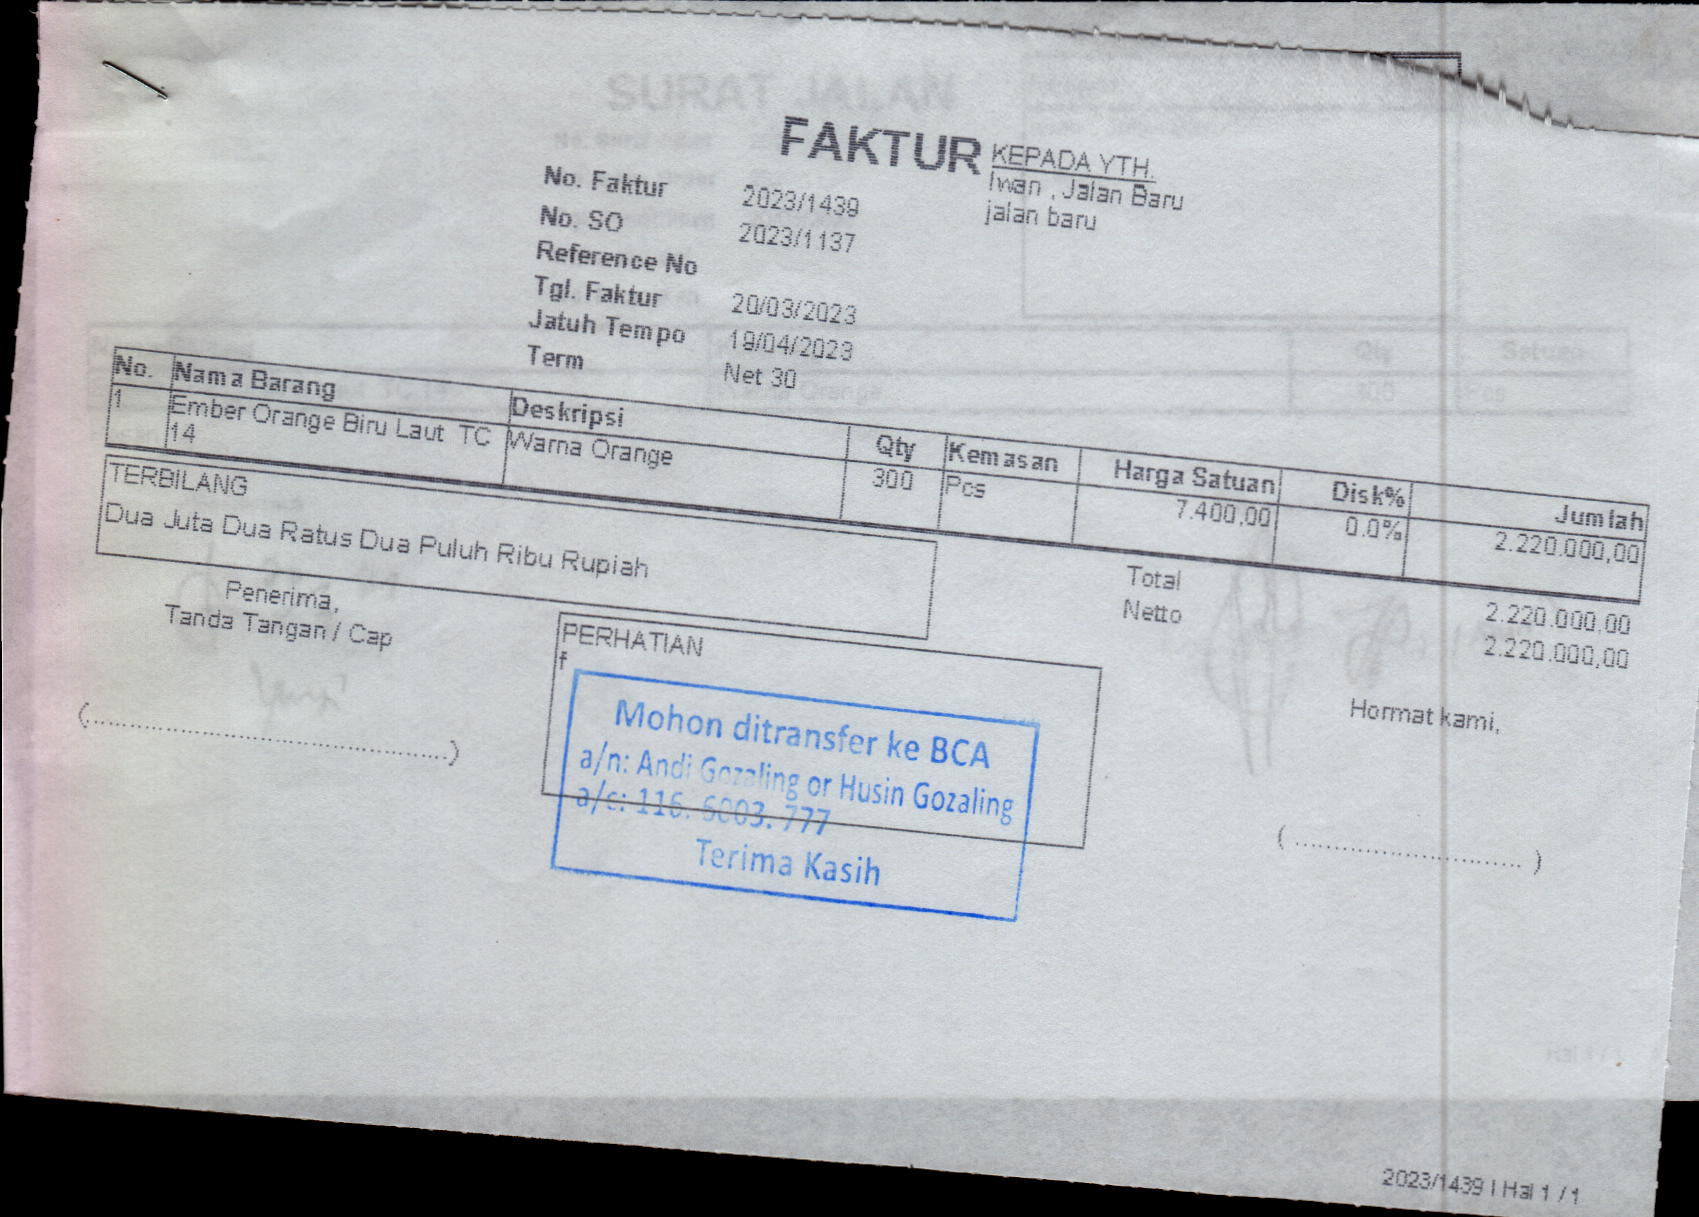 SURAT JALAN
FAKTUR
KEPADA YTH.
Iwan , Jalan Baru
jalan baru
No. Faktur 2023/1439
No. SO 2023/1137
Reference No
Tgl. Faktur 20/03/2023
Jatuh Tempo 19/04/2023
Term Net 30
Qty Satuan
No. Nama Barang Deskripsi Qty Kemasan Harga Satuan Disk% Jumlah
1 Ember Orange Biru Laut TC 14 Warna Orange 300 Pcs 7.400,00 0.0% 2.220.000,00
TERBILANG
Dua Juta Dua Ratus Dua Puluh Ribu Rupiah
Total 2.220.000,00
Netto 2.220.000,00
Penerima,
Tanda Tangan / Cap
(..............................................)
PERHATIAN
f
Mohon ditransfer ke BCA
a/n: Andi Gozaling or Husin Gozaling
a/c: 116. 6003. 777
Terima Kasih
Hormat kami,
( ............................. )
2023/1439 | Hal 1 / 1